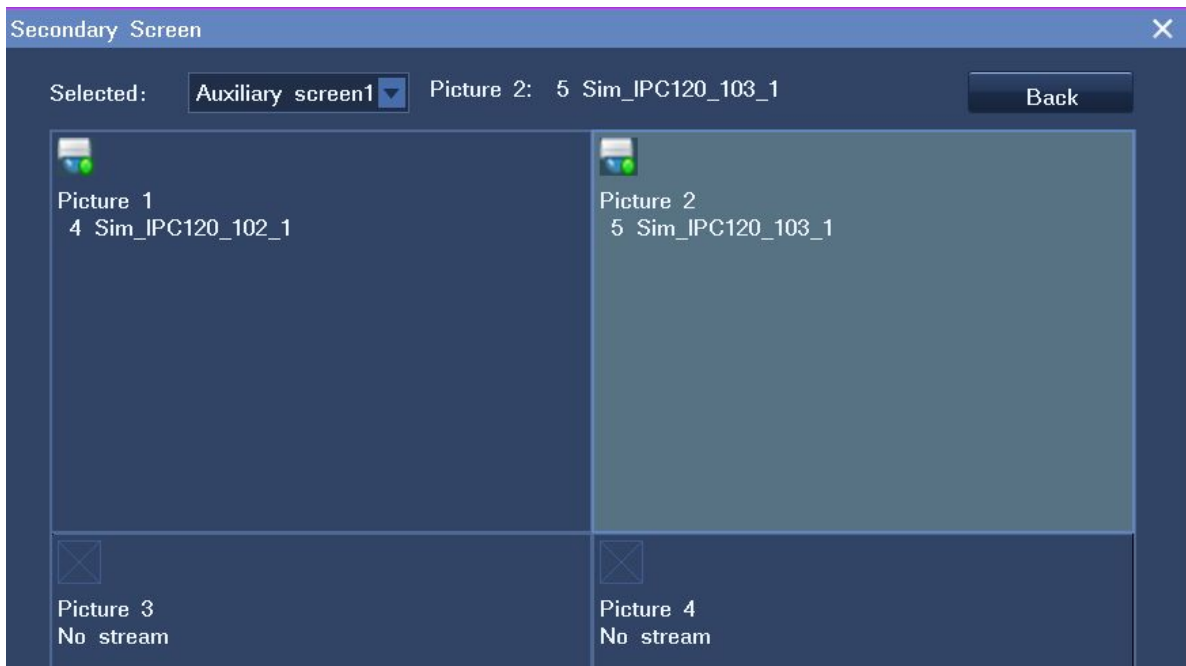 Secondary Screen
Selected: Auxiliary screen1 Picture 2: 5 Sim_IPC120_103_1 Back
Picture 1
4 Sim_IPC120_102_1
Picture 2
5 Sim_IPC120_103_1
Picture 3
No stream
Picture 4
No stream